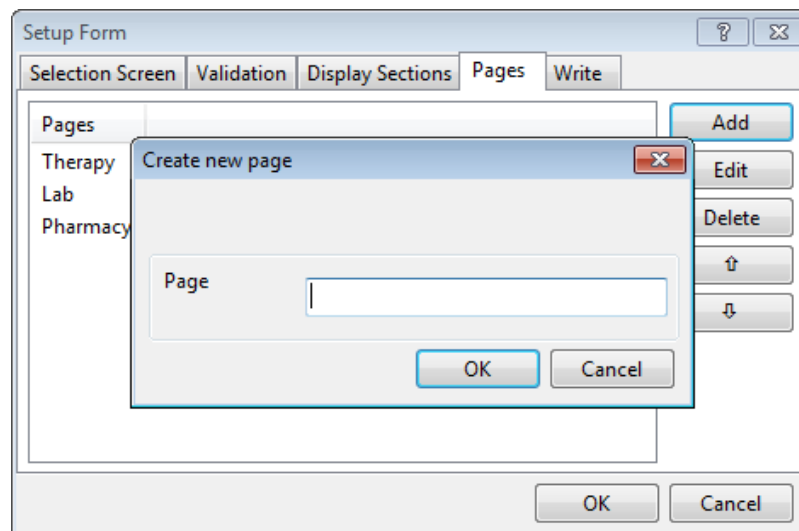 Setup Form
Selection Screen Validation Display Sections Pages Write
Pages
Therapy
Lab
Pharmacy
Add
Edit
Delete
Create new page
Page
OK Cancel
OK Cancel